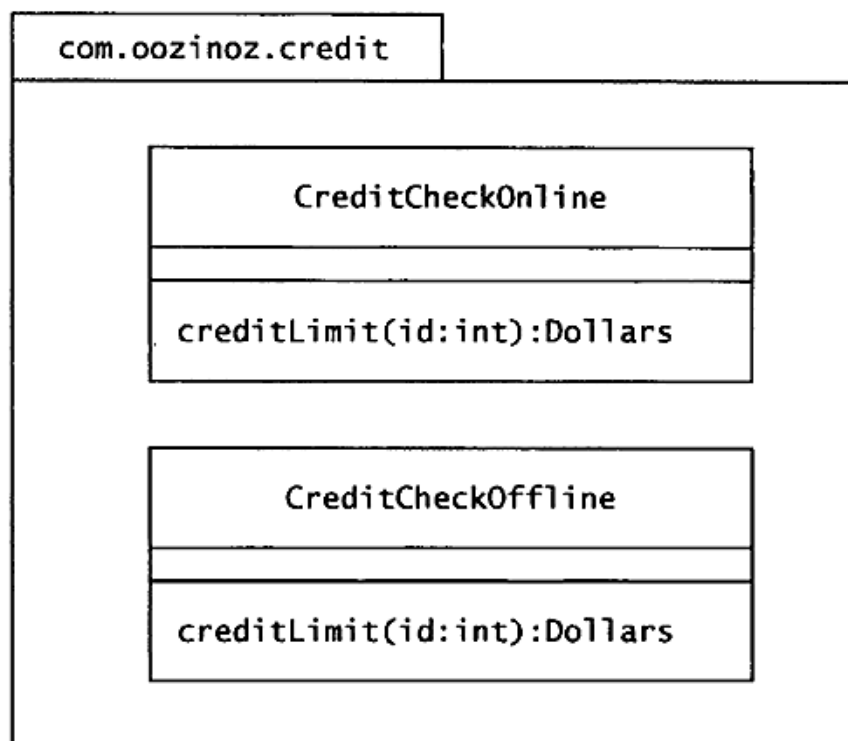 com.oozinoz.credit
CreditCheckOnline
creditLimit(id:int):Dollars
CreditCheckOffline
creditLimit(id:int):Dollars